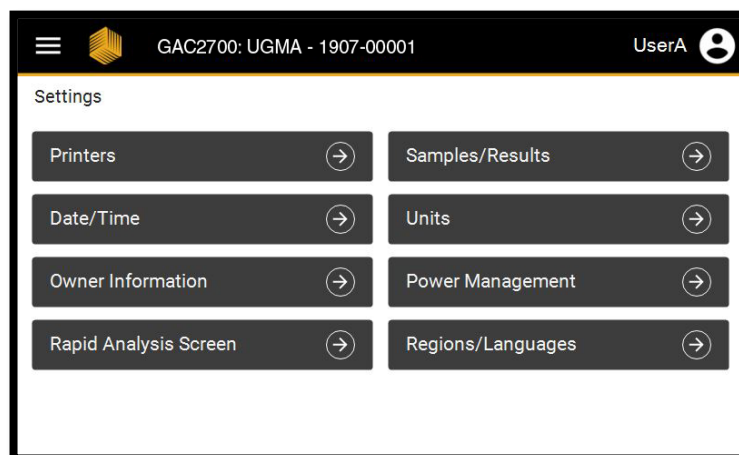 GAC2700: UGMA - 1907-00001
UserA
Settings
Printers
Samples/Results
Date/Time
Units
Owner Information
Power Management
Rapid Analysis Screen
Regions/Languages